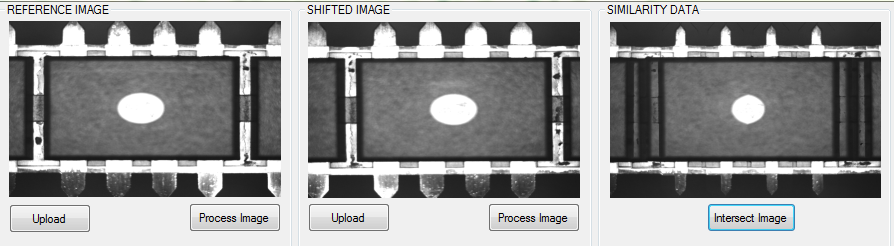 REFERENCE IMAGE
SHIFTED IMAGE
SIMILARITY DATA
Upload
Process Image
Upload
Process Image
Intersect Image